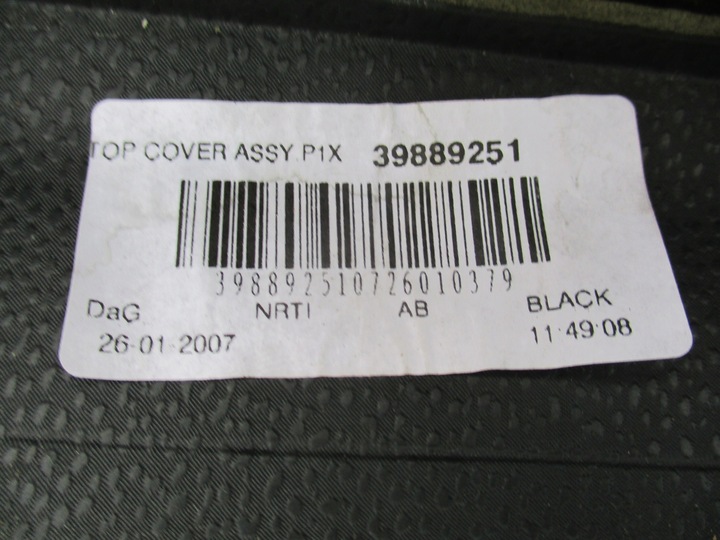 TOP COVER ASSY P1X 39889251
398892510726010379
DaG NRTI AB BLACK
26-01-2007 11:49:08